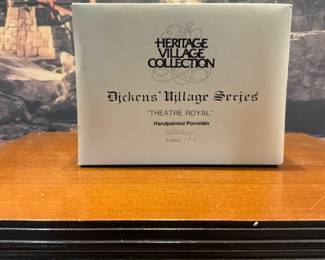 HERITAGE
VILLAGE
COLLECTION
Dickens' Village Series
"THEATRE ROYAL"
Handpainted Porcelain